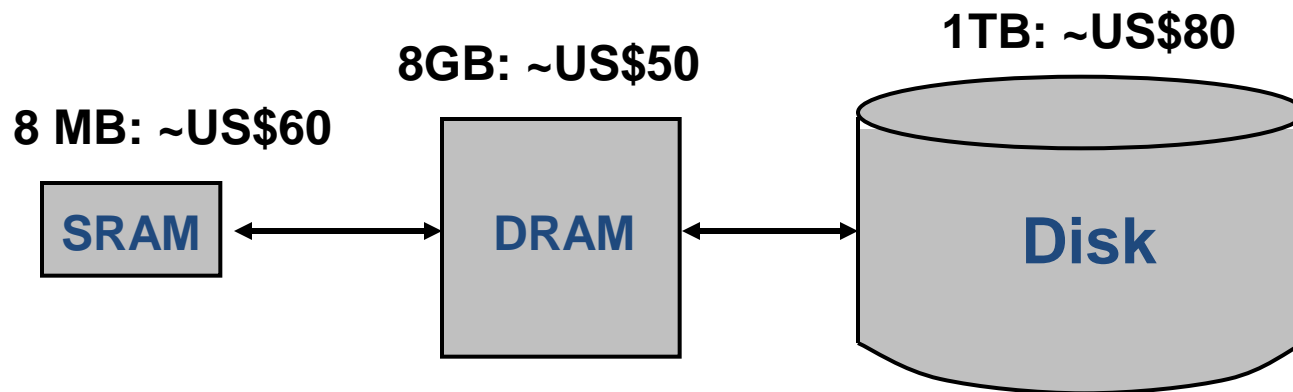 1TB: ~US$80
8GB: ~US$50
8 MB: ~US$60
SRAM
DRAM
Disk